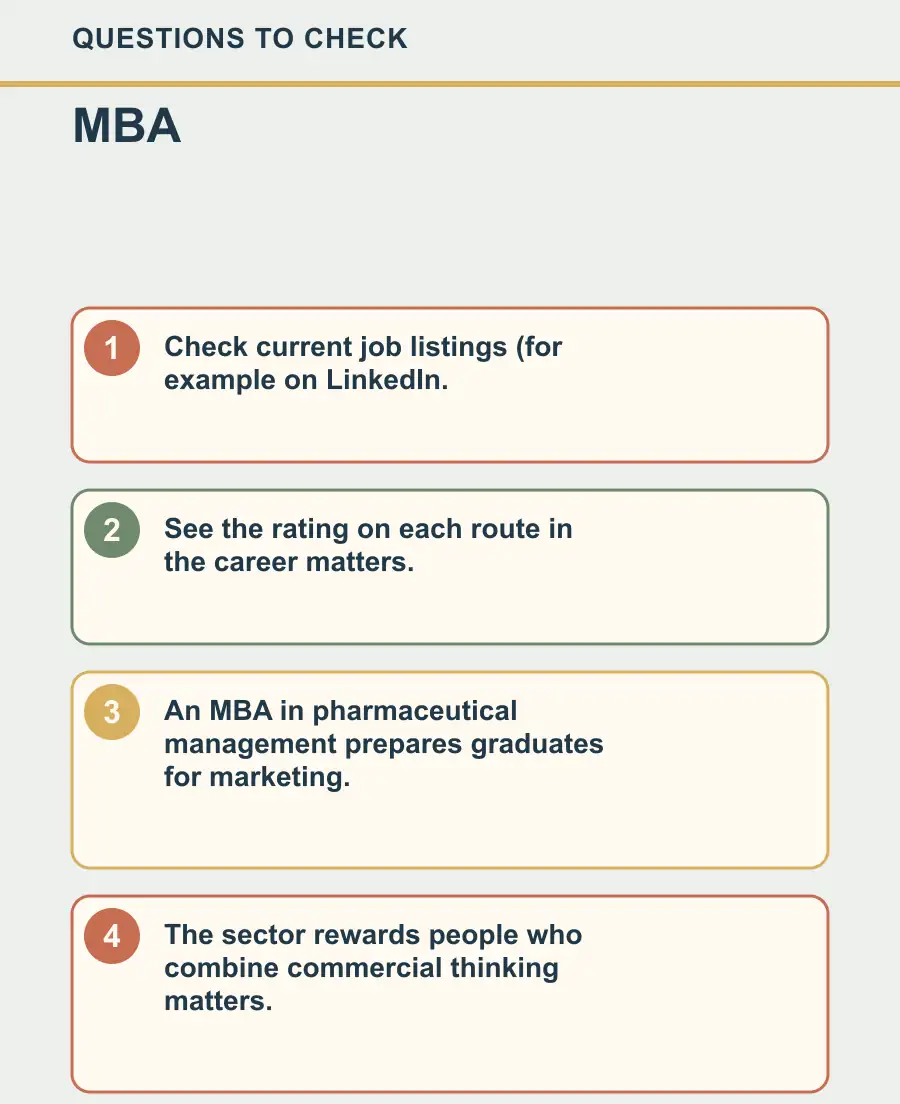 QUESTIONS TO CHECK
MBA
1
Check current job listings (for
example on LinkedIn.
2
See the rating on each route in
the career matters.
3
An MBA in pharmaceutical
management prepares graduates
for marketing.
4
The sector rewards people who
combine commercial thinking
matters.